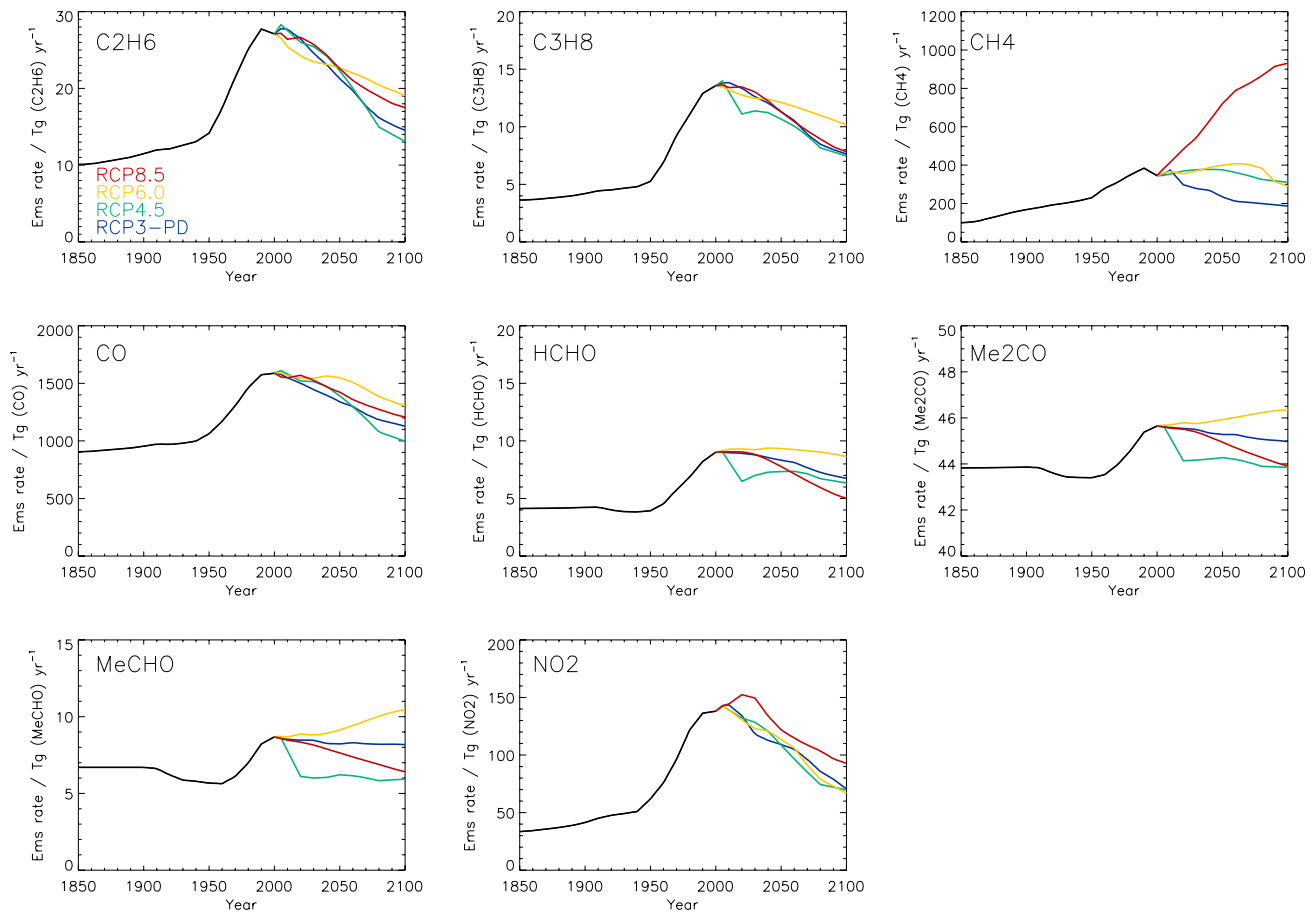 C2H6
Ems rate / Tg (C2H6) yr⁻¹
30
20
10
0
RCP8.5
RCP6.0
RCP4.5
RCP3-PD
1850 1900 1950 2000 2050 2100
Year
C3H8
Ems rate / Tg (C3H8) yr⁻¹
20
15
10
5
0
1850 1900 1950 2000 2050 2100
Year
CH4
Ems rate / Tg (CH4) yr⁻¹
1200
1000
800
600
400
200
0
1850 1900 1950 2000 2050 2100
Year
CO
Ems rate / Tg (CO) yr⁻¹
2000
1500
1000
500
0
1850 1900 1950 2000 2050 2100
Year
HCHO
Ems rate / Tg (HCHO) yr⁻¹
20
15
10
5
0
1850 1900 1950 2000 2050 2100
Year
Me2CO
Ems rate / Tg (Me2CO) yr⁻¹
50
48
46
44
42
40
1850 1900 1950 2000 2050 2100
Year
MeCHO
Ems rate / Tg (MeCHO) yr⁻¹
15
10
5
0
1850 1900 1950 2000 2050 2100
Year
NO2
Ems rate / Tg (NO2) yr⁻¹
200
150
100
50
0
1850 1900 1950 2000 2050 2100
Year